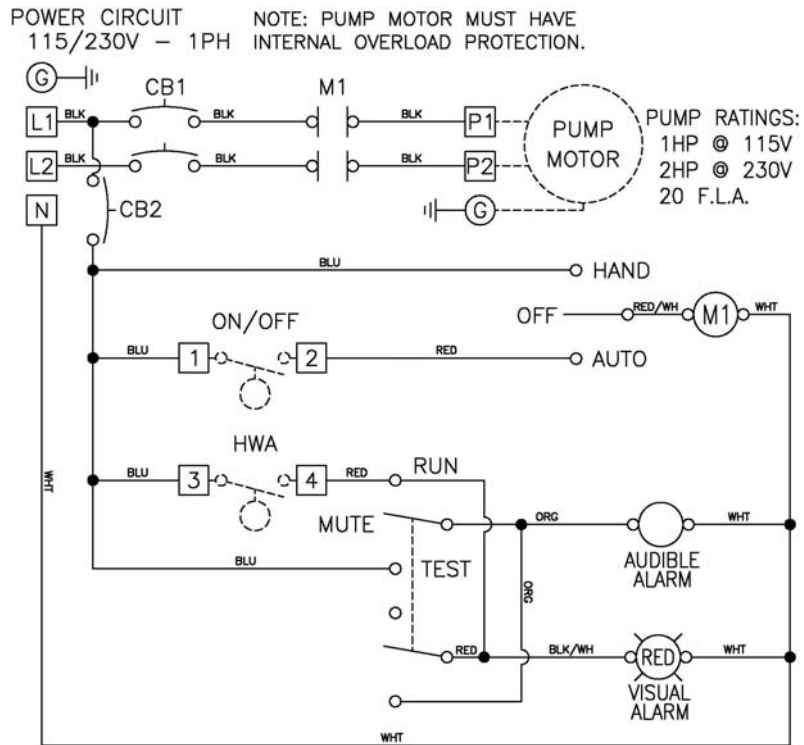 POWER CIRCUIT
115/230V – 1PH
NOTE: PUMP MOTOR MUST HAVE
INTERNAL OVERLOAD PROTECTION.
G
CB1
M1
L1
BLK
BLK
BLK
P1
L2
BLK
BLK
BLK
P2
PUMP
MOTOR
PUMP RATINGS:
1HP @ 115V
2HP @ 230V
20 F.L.A.
N
CB2
G
BLU
HAND
ON/OFF
OFF
RED/WH
M1
WHT
BLU
1
2
RED
AUTO
HWA
WHT
BLU
3
4
RED
RUN
MUTE
ORG
WHT
AUDIBLE
ALARM
BLU
TEST
ORG
RED
BLK/WH
RED
WHT
VISUAL
ALARM
WHT